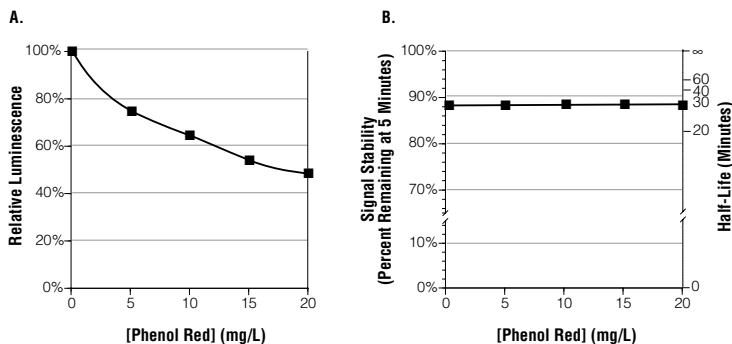 A.
100%
80%
60%
40%
20%
0%
Relative Luminescence
0 5 10 15 20
[Phenol Red] (mg/L)
B.
100%
90%
80%
70%
10%
0%
Signal Stability
(Percent Remaining at 5 Minutes)
∞
60
40
30
20
0
Half-Life (Minutes)
0 5 10 15 20
[Phenol Red] (mg/L)